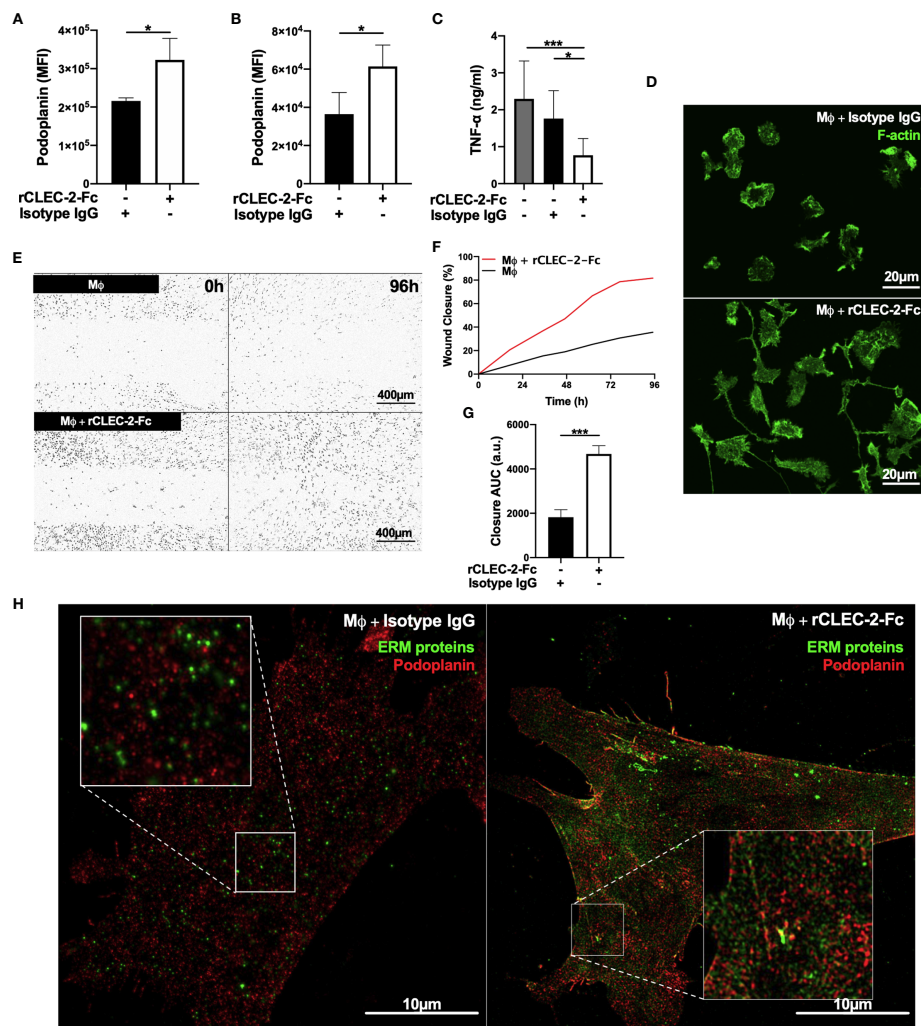 A
Podoplanin (MFI)
4×10⁵
3×10⁵
2×10⁵
1×10⁵
0
*
rCLEC-2-Fc - +
Isotype IgG + -
B
Podoplanin (MFI)
8×10⁴
6×10⁴
4×10⁴
2×10⁴
0
*
rCLEC-2-Fc - +
Isotype IgG + -
C
TNF-α (ng/ml)
4
3
2
1
0
***
*
rCLEC-2-Fc - - +
Isotype IgG - + -
D
Mϕ + Isotype IgG
F-actin
20μm
Mϕ + rCLEC-2-Fc
20μm
E
Mϕ
0h
96h
400μm
Mϕ + rCLEC-2-Fc
400μm
F
Wound Closure (%)
100
80
60
40
20
0
Mϕ + rCLEC-2-Fc
Mϕ
0 24 48 72 96
Time (h)
G
Closure AUC (a.u.)
6000
4000
2000
0
***
rCLEC-2-Fc - +
Isotype IgG + -
H
Mϕ + Isotype IgG
ERM proteins
Podoplanin
10μm
Mϕ + rCLEC-2-Fc
ERM proteins
Podoplanin
10μm